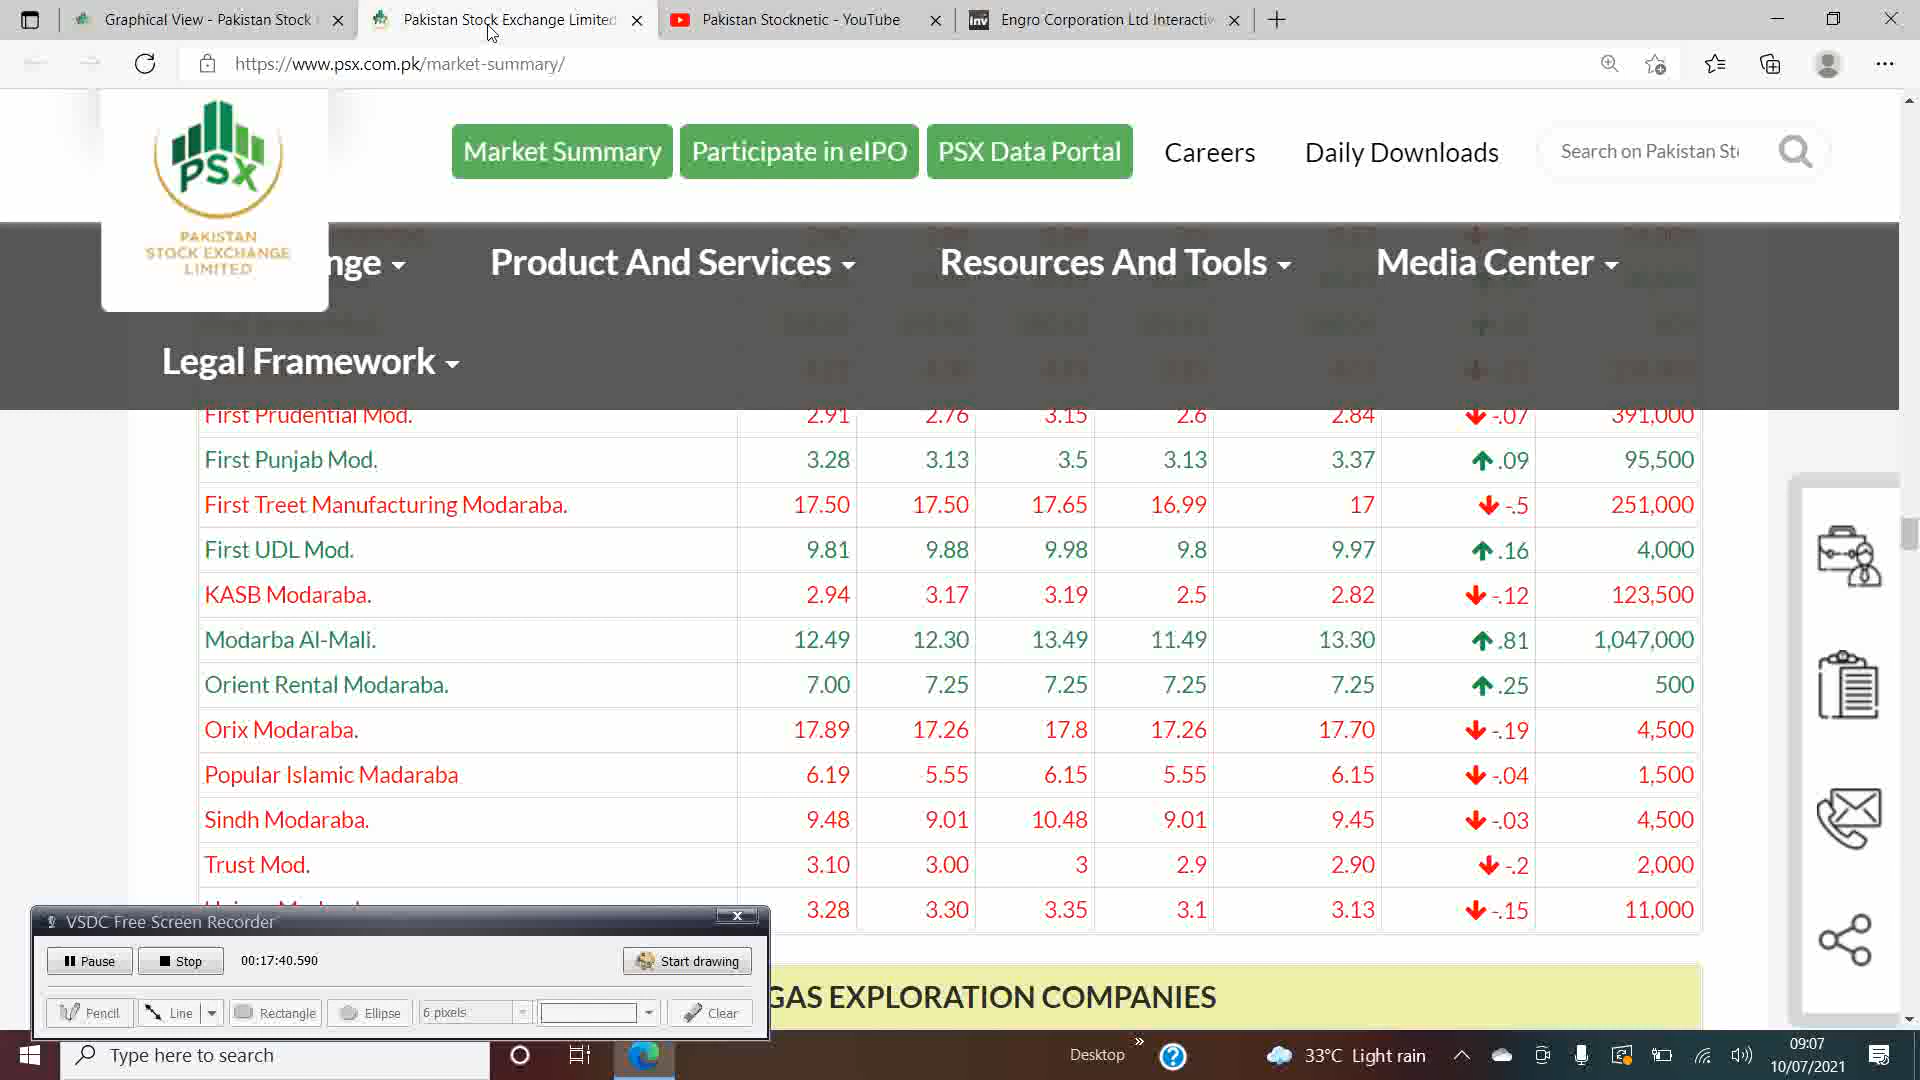 Graphical View - Pakistan Stock
Pakistan Stock Exchange Limited
Pakistan Stocknetic - YouTube
inv Engro Corporation Ltd Interactiv
https://www.psx.com.pk/market-summary/
PSX
PAKISTAN
STOCK EXCHANGE
LIMITED
Market Summary
Participate in eIPO
PSX Data Portal
Careers
Daily Downloads
Search on Pakistan Sto
nge
Product And Services
Resources And Tools
Media Center
Legal Framework
First Prudential Mod. 2.91 2.76 3.15 2.6 2.84 -.07 391,000
First Punjab Mod. 3.28 3.13 3.5 3.13 3.37 .09 95,500
First Treet Manufacturing Modaraba. 17.50 17.50 17.65 16.99 17 -.5 251,000
First UDL Mod. 9.81 9.88 9.98 9.8 9.97 .16 4,000
KASB Modaraba. 2.94 3.17 3.19 2.5 2.82 -.12 123,500
Modarba Al-Mali. 12.49 12.30 13.49 11.49 13.30 .81 1,047,000
Orient Rental Modaraba. 7.00 7.25 7.25 7.25 7.25 .25 500
Orix Modaraba. 17.89 17.26 17.8 17.26 17.70 -.19 4,500
Popular Islamic Madaraba 6.19 5.55 6.15 5.55 6.15 -.04 1,500
Sindh Modaraba. 9.48 9.01 10.48 9.01 9.45 -.03 4,500
Trust Mod. 3.10 3.00 3 2.9 2.90 -.2 2,000
3.28 3.30 3.35 3.1 3.13 -.15 11,000
GAS EXPLORATION COMPANIES
VSDC Free Screen Recorder
Pause
Stop
00:17:40.590
Start drawing
Pencil
Line
Rectangle
Ellipse
6 pixels
Clear
Type here to search
Desktop
33°C Light rain
09:07
10/07/2021